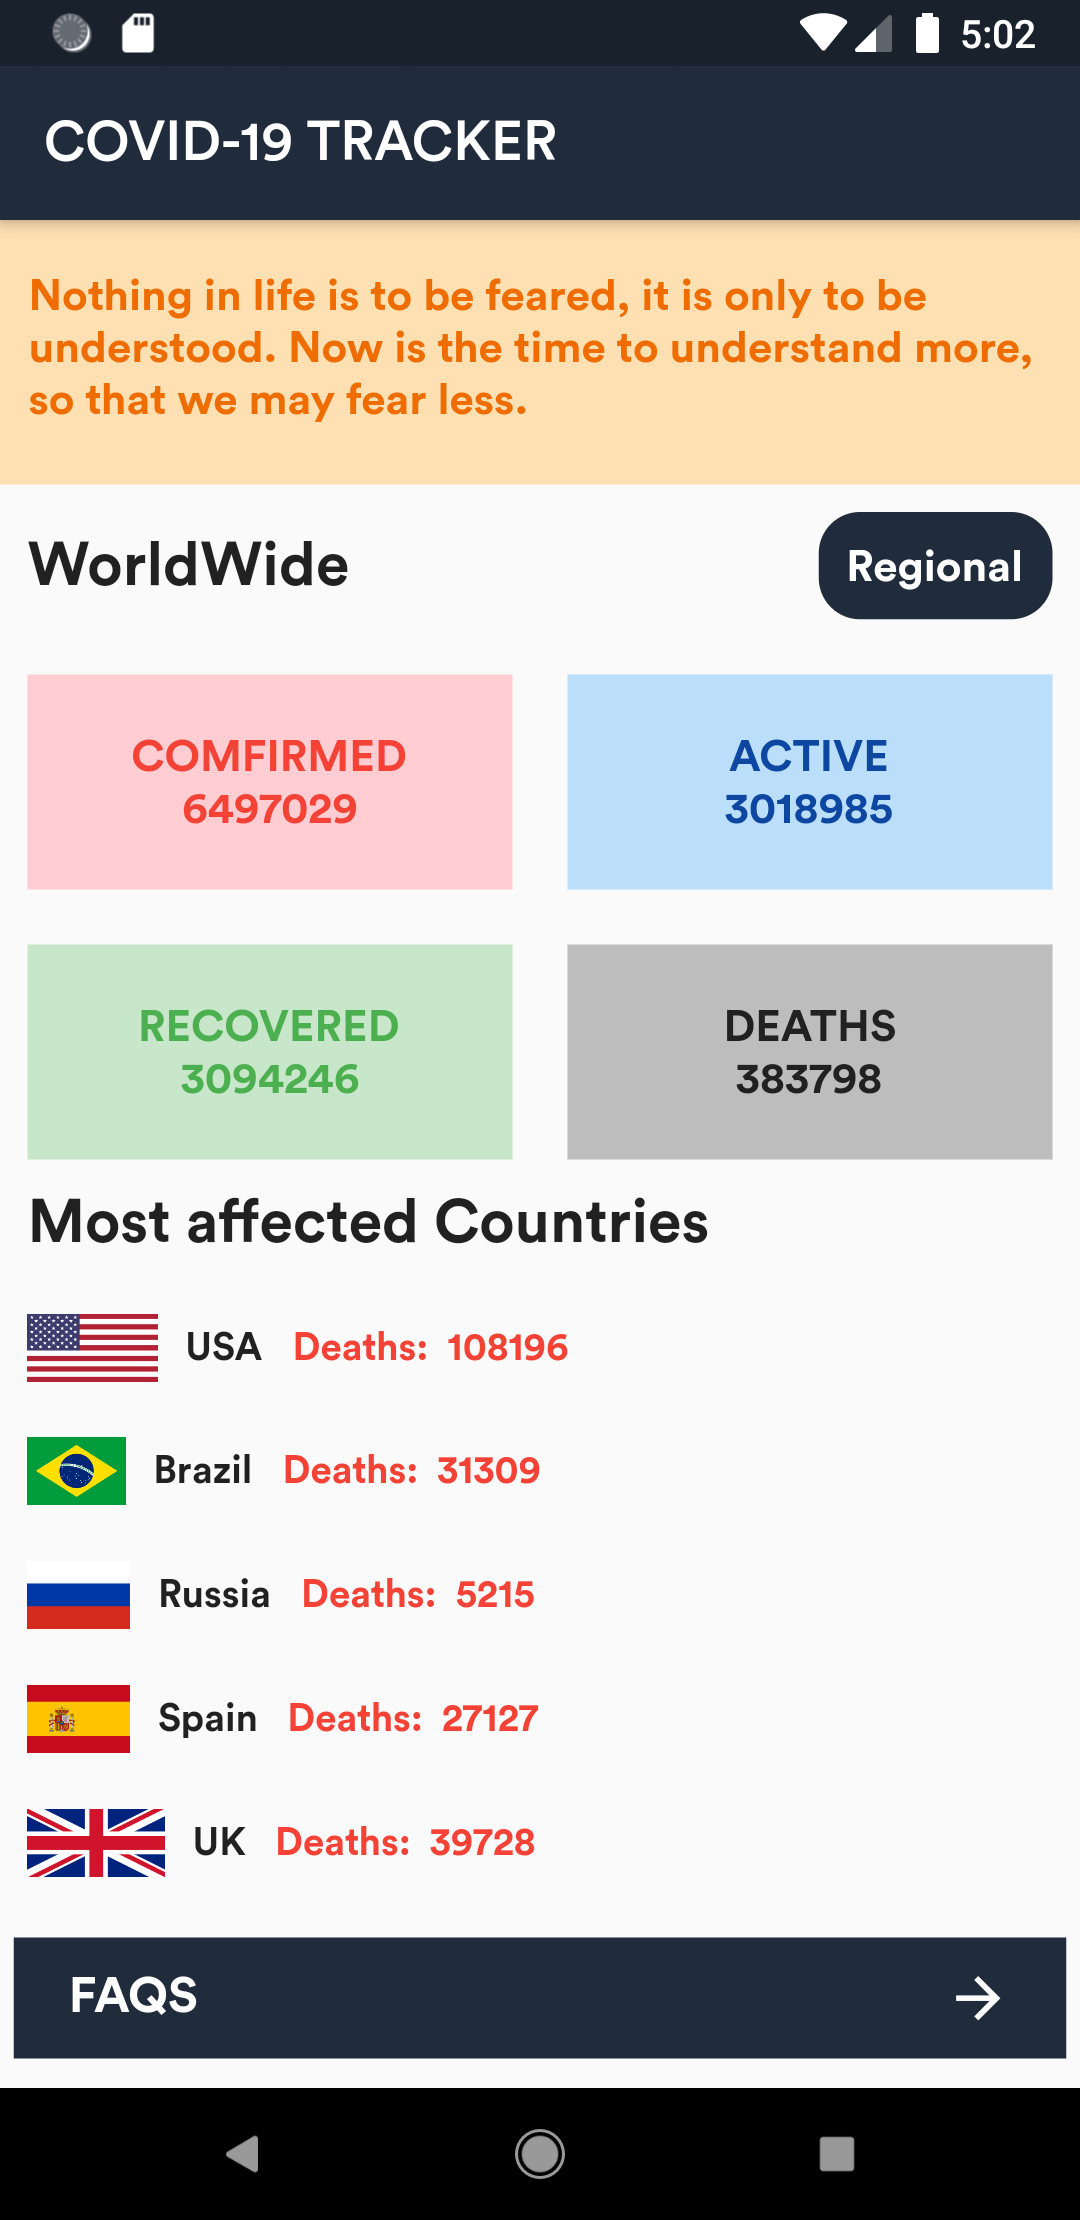 5:02
COVID-19 TRACKER
Nothing in life is to be feared, it is only to be
understood. Now is the time to understand more,
so that we may fear less.
WorldWide
Regional
COMFIRMED
6497029
ACTIVE
3018985
RECOVERED
3094246
DEATHS
383798
Most affected Countries
USA Deaths: 108196
Brazil Deaths: 31309
Russia Deaths: 5215
Spain Deaths: 27127
UK Deaths: 39728
FAQS